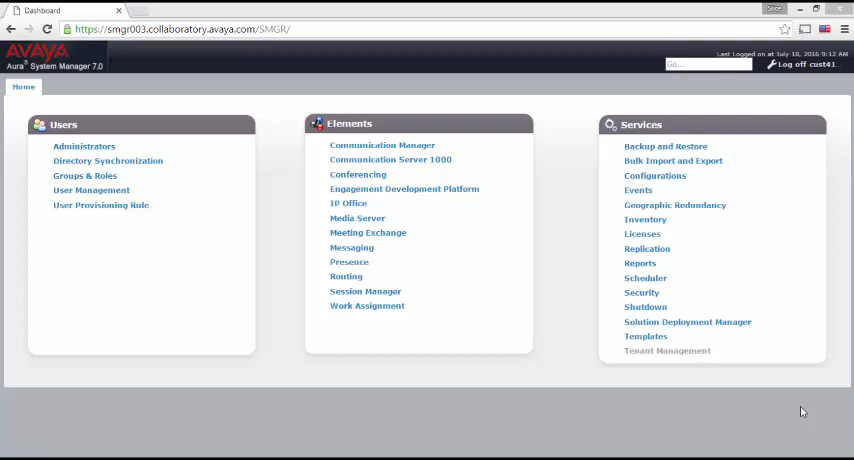 Dashboard
Slice
https://smgr003.collaboratory.avaya.com/SMGR/
AVAYA
Aura® System Manager 7.0
Last Logged on at July 18, 2016 9:12 AM
Go...
Log off cust41...
Home
Users
Administrators
Directory Synchronization
Groups & Roles
User Management
User Provisioning Rule
Elements
Communication Manager
Communication Server 1000
Conferencing
Engagement Development Platform
IP Office
Media Server
Meeting Exchange
Messaging
Presence
Routing
Session Manager
Work Assignment
Services
Backup and Restore
Bulk Import and Export
Configurations
Events
Geographic Redundancy
Inventory
Licenses
Replication
Reports
Scheduler
Security
Shutdown
Solution Deployment Manager
Templates
Tenant Management